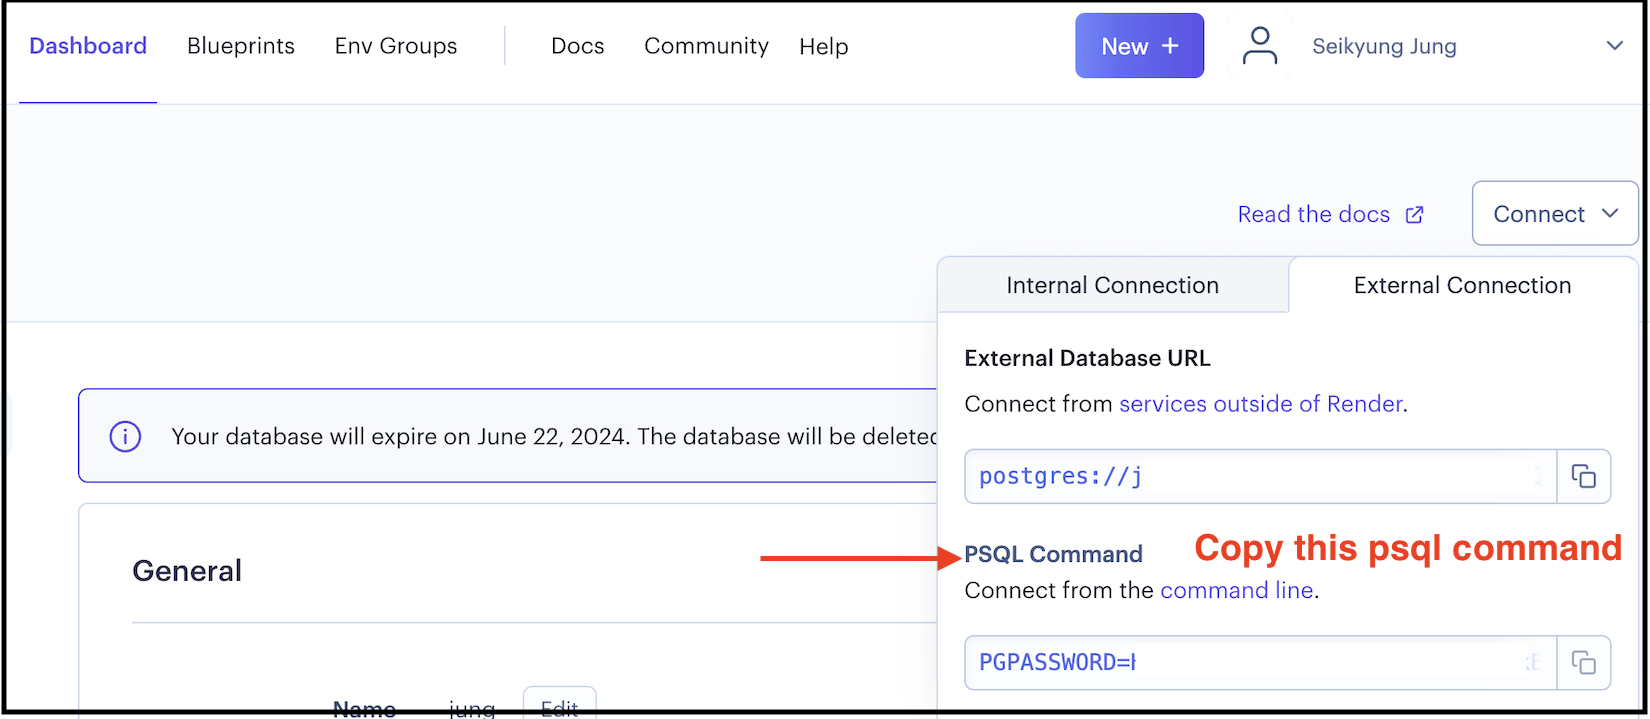 Dashboard Blueprints Env Groups Docs Community Help New + Seikyung Jung
Read the docs Connect
Internal Connection External Connection
External Database URL
Connect from services outside of Render.
Your database will expire on June 22, 2024. The database will be deleted
postgres://j
PSQL Command Copy this psql command
General
Connect from the command line.
PGPASSWORD=
Name jung Edit